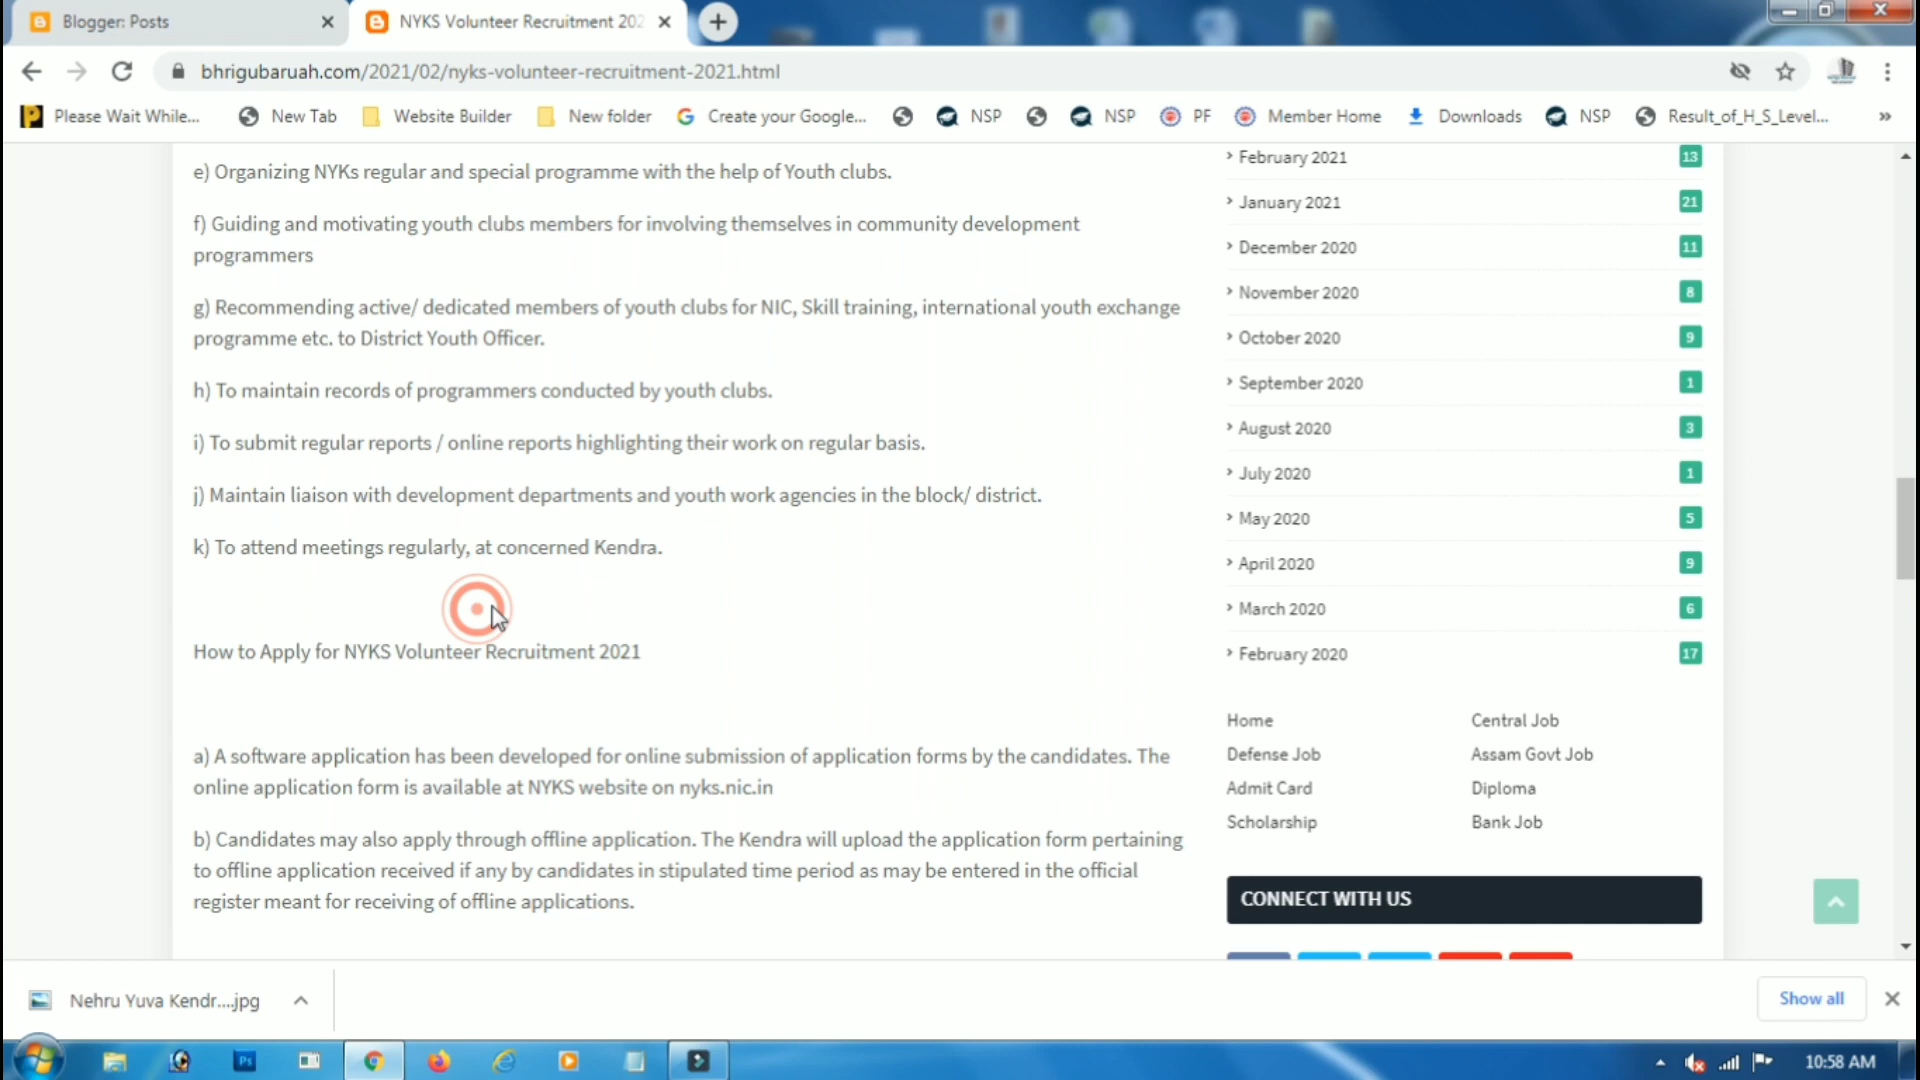 Blogger: Posts
NYKS Volunteer Recruitment 202
bhrigubaruah.com/2021/02/nyks-volunteer-recruitment-2021.html
Please Wait While...
New Tab
Website Builder
New folder
Create your Google...
NSP
NSP
PF
Member Home
Downloads
NSP
Result_of_H_S_Level...
»
e) Organizing NYKs regular and special programme with the help of Youth clubs.
f) Guiding and motivating youth clubs members for involving themselves in community development
programmers
g) Recommending active/ dedicated members of youth clubs for NIC, Skill training, international youth exchange
programme etc. to District Youth Officer.
h) To maintain records of programmers conducted by youth clubs.
i) To submit regular reports / online reports highlighting their work on regular basis.
j) Maintain liaison with development departments and youth work agencies in the block/ district.
k) To attend meetings regularly, at concerned Kendra.
How to Apply for NYKS Volunteer Recruitment 2021
a) A software application has been developed for online submission of application forms by the candidates. The
online application form is available at NYKS website on nyks.nic.in
b) Candidates may also apply through offline application. The Kendra will upload the application form pertaining
to offline application received if any by candidates in stipulated time period as may be entered in the official
register meant for receiving of offline applications.
February 2021 13
January 2021 21
December 2020 11
November 2020 8
October 2020 9
September 2020 1
August 2020 3
July 2020 1
May 2020 5
April 2020 9
March 2020 6
February 2020 17
Home Central Job
Defense Job Assam Govt Job
Admit Card Diploma
Scholarship Bank Job
CONNECT WITH US
Nehru Yuva Kendr....jpg
Show all
Ps
10:58 AM